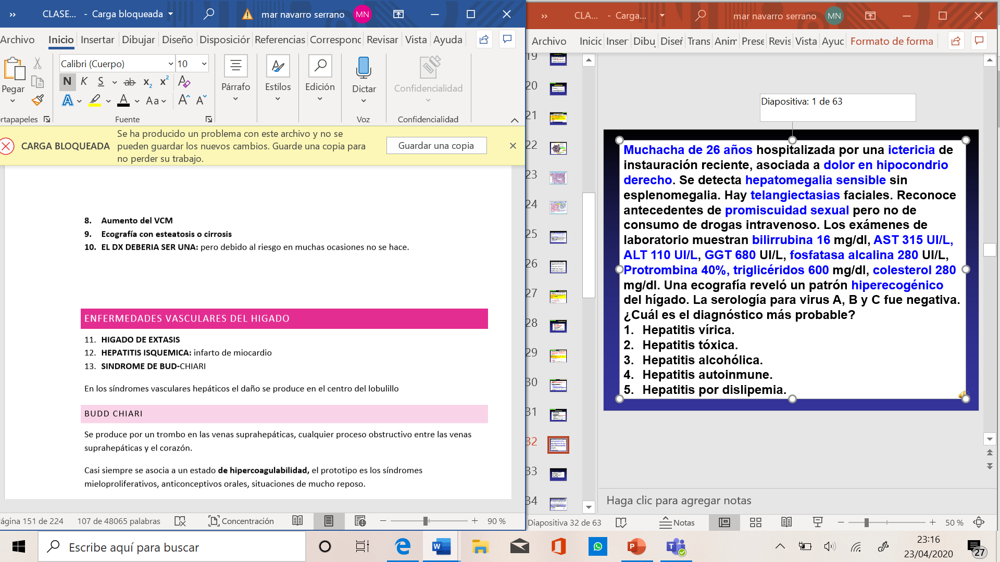 CLASE... - Carga bloqueada
mar navarro serrano
MN
Archivo Inicio Insertar Dibujar Diseño Disposición Referencias Corresponc Revisar Vista Ayuda
Pegar
Calibri (Cuerpo)
10
N K S ab x₂ x² A
A A Aa A A
Párrafo
Estilos
Edición
Dictar
Confidencialidad
rtapapeles
Fuente
Voz
Confidencialidad
CARGA BLOQUEADA
Se ha producido un problema con este archivo y no se
pueden guardar los nuevos cambios. Guarde una copia para
no perder su trabajo.
Guardar una copia
8. Aumento del VCM
9. Ecografía con esteatosis o cirrosis
10. EL DX DEBERIA SER UNA: pero debido al riesgo en muchas ocasiones no se hace.
ENFERMEDADES VASCULARES DEL HIGADO
11. HIGADO DE EXTASIS
12. HEPATITIS ISQUEMICA: infarto de miocardio
13. SINDROME DE BUD-CHIARI
En los síndromes vasculares hepáticos el daño se produce en el centro del lobulillo
BUDD CHIARI
Se produce por un trombo en las venas suprahepáticas, cualquier proceso obstructivo entre las venas
suprahepáticas y el corazón.
Casi siempre se asocia a un estado de hipercoagulabilidad, el prototipo es los síndromes
mieloproliferativos, anticonceptivos orales, situaciones de mucho reposo.
ágina 151 de 224 107 de 48065 palabras Concentración 90 %
CLA... - Carga...
mar navarro serrano
MN
Archivo Inicic Inser Dibu Diseñ Trans Anim Prese Revis Vista Ayuc Formato de forma
19
20
21
22
23
24
25
26
27
28
29
30
31
32
33
34
Diapositiva: 1 de 63
Muchacha de 26 años hospitalizada por una ictericia de
instauración reciente, asociada a dolor en hipocondrio
derecho. Se detecta hepatomegalia sensible sin
esplenomegalia. Hay telangiectasias faciales. Reconoce
antecedentes de promiscuidad sexual pero no de
consumo de drogas intravenoso. Los exámenes de
laboratorio muestran bilirrubina 16 mg/dl, AST 315 UI/L,
ALT 110 UI/L, GGT 680 UI/L, fosfatasa alcalina 280 UI/L,
Protrombina 40%, triglicéridos 600 mg/dl, colesterol 280
mg/dl. Una ecografía reveló un patrón hiperecogénico
del hígado. La serología para virus A, B y C fue negativa.
¿Cuál es el diagnóstico más probable?
1. Hepatitis vírica.
2. Hepatitis tóxica.
3. Hepatitis alcohólica.
4. Hepatitis autoinmune.
5. Hepatitis por dislipemia.
Haga clic para agregar notas
Diapositiva 32 de 63 Notas 50 %
Escribe aquí para buscar
23:16
23/04/2020
27